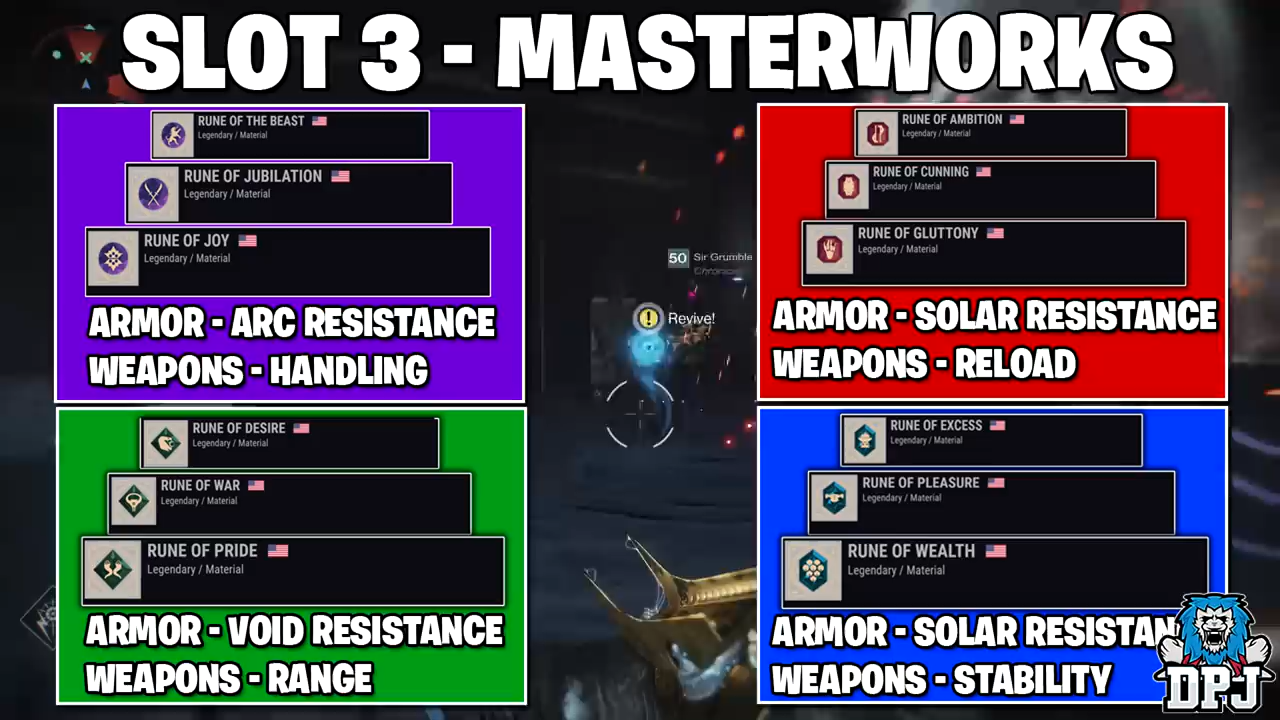 SLOT 3 - MASTERWORKS
RUNE OF THE BEAST
Legendary / Material
RUNE OF JUBILATION
Legendary / Material
RUNE OF JOY
Legendary / Material
ARMOR - ARC RESISTANCE
WEAPONS - HANDLING
RUNE OF AMBITION
Legendary / Material
RUNE OF CUNNING
Legendary / Material
RUNE OF GLUTTONY
Legendary / Material
ARMOR - SOLAR RESISTANCE
WEAPONS - RELOAD
50 Sir Grumble
Revive!
RUNE OF DESIRE
Legendary / Material
RUNE OF WAR
Legendary / Material
RUNE OF PRIDE
Legendary / Material
ARMOR - VOID RESISTANCE
WEAPONS - RANGE
RUNE OF EXCESS
Legendary / Material
RUNE OF PLEASURE
Legendary / Material
RUNE OF WEALTH
Legendary / Material
ARMOR - SOLAR RESISTAN
WEAPONS - STABILITY
DPJ